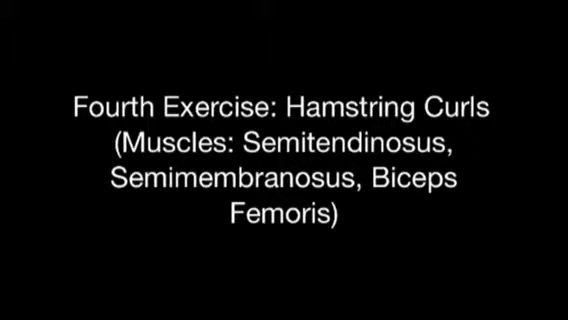 Fourth Exercise: Hamstring Curls
(Muscles: Semitendinosus,
Semimembranosus, Biceps
Femoris)